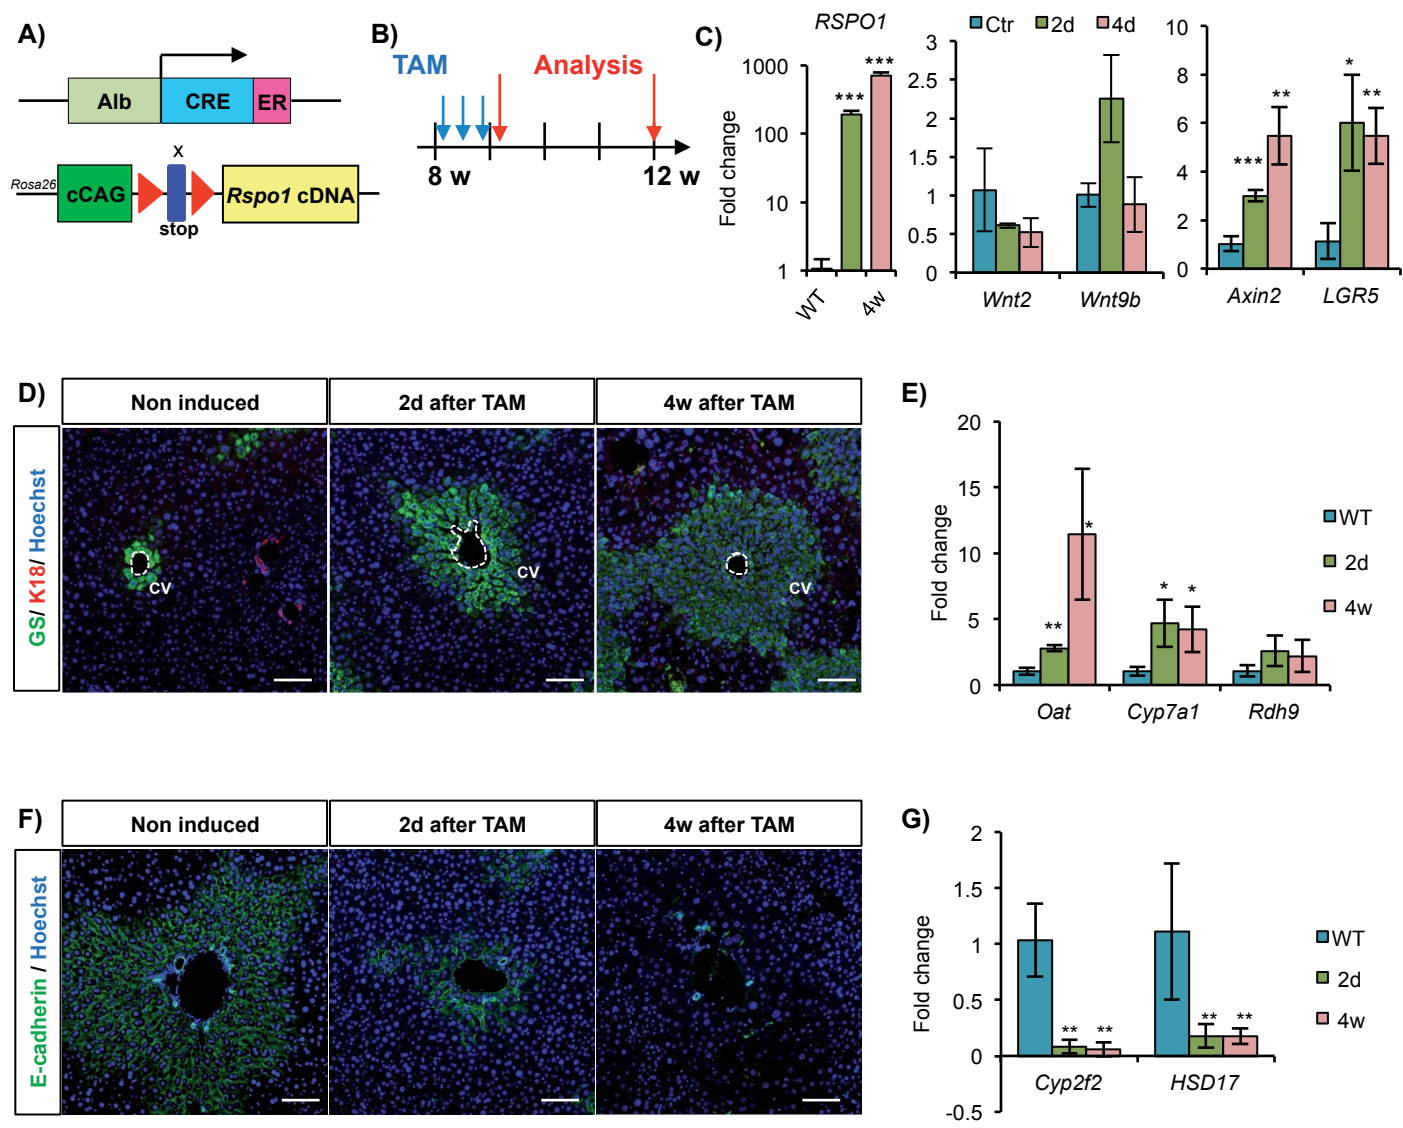 A)
Alb
CRE
ER
Rosa26
cCAG
X
stop
Rspo1 cDNA
B)
TAM
Analysis
8 w
12 w
C)
RSPO1
Fold change
1000
100
10
1
***
***
WT
4w
Ctr
2d
4d
3
2.5
2
1.5
1
0.5
0
Wnt2
Wnt9b
10
8
6
4
2
0
***
**
*
**
Axin2
LGR5
D)
Non induced
2d after TAM
4w after TAM
GS/ K18/ Hoechst
CV
CV
CV
E)
Fold change
20
15
10
5
0
**
*
*
*
Oat
Cyp7a1
Rdh9
WT
2d
4w
F)
Non induced
2d after TAM
4w after TAM
E-cadherin / Hoechst
G)
Fold change
2
1.5
1
0.5
0
-0.5
**
**
**
**
Cyp2f2
HSD17
WT
2d
4w